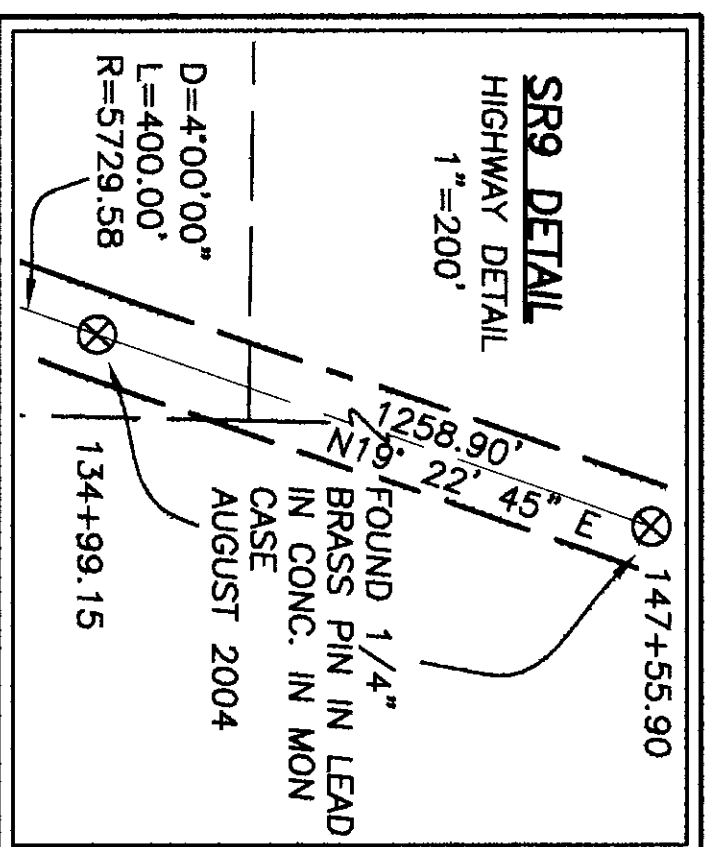 SR9 DETAIL
HIGHWAY DETAIL
1"=200'
147+55.90
1258.90'
N19° 22' 45" E
FOUND 1/4"
BRASS PIN IN LEAD
IN CONC. IN MON
CASE
AUGUST 2004
134+99.15
D=4°00'00"
L=400.00'
R=5729.58